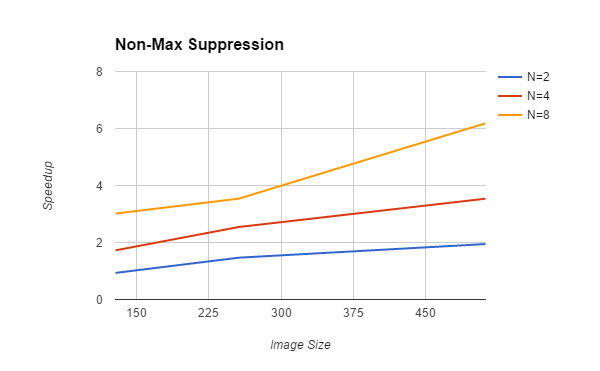 Non-Max Suppression
8
6
4
2
0
Speedup
150 225 300 375 450
Image Size
N=2
N=4
N=8